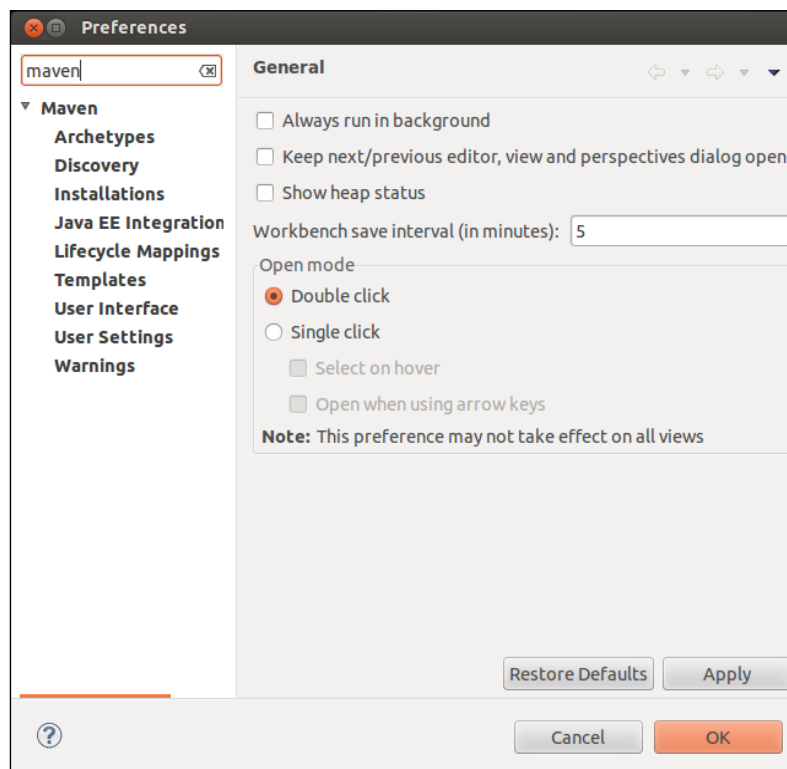 Preferences
maven
General
Maven
Archetypes
Discovery
Installations
Java EE Integration
Lifecycle Mappings
Templates
User Interface
User Settings
Warnings
Always run in background
Keep next/previous editor, view and perspectives dialog open
Show heap status
Workbench save interval (in minutes): 5
Open mode
Double click
Single click
Select on hover
Open when using arrow keys
Note: This preference may not take effect on all views
Restore Defaults Apply
? Cancel OK